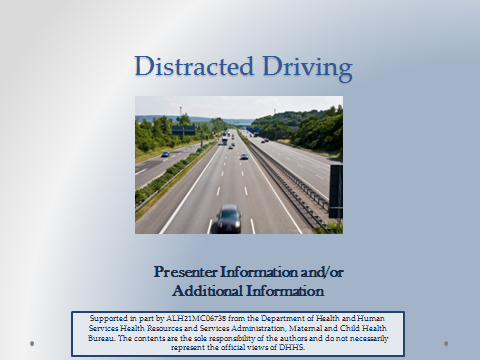 Distracted Driving
Presenter Information and/or
Additional Information
Supported in part by ALH21MC06738 from the Department of Health and Human
Services Health Resources and Services Administration, Maternal and Child Health
Bureau. The contents are the sole responsibility of the authors and do not necessarily
represent the official views of DHHS.